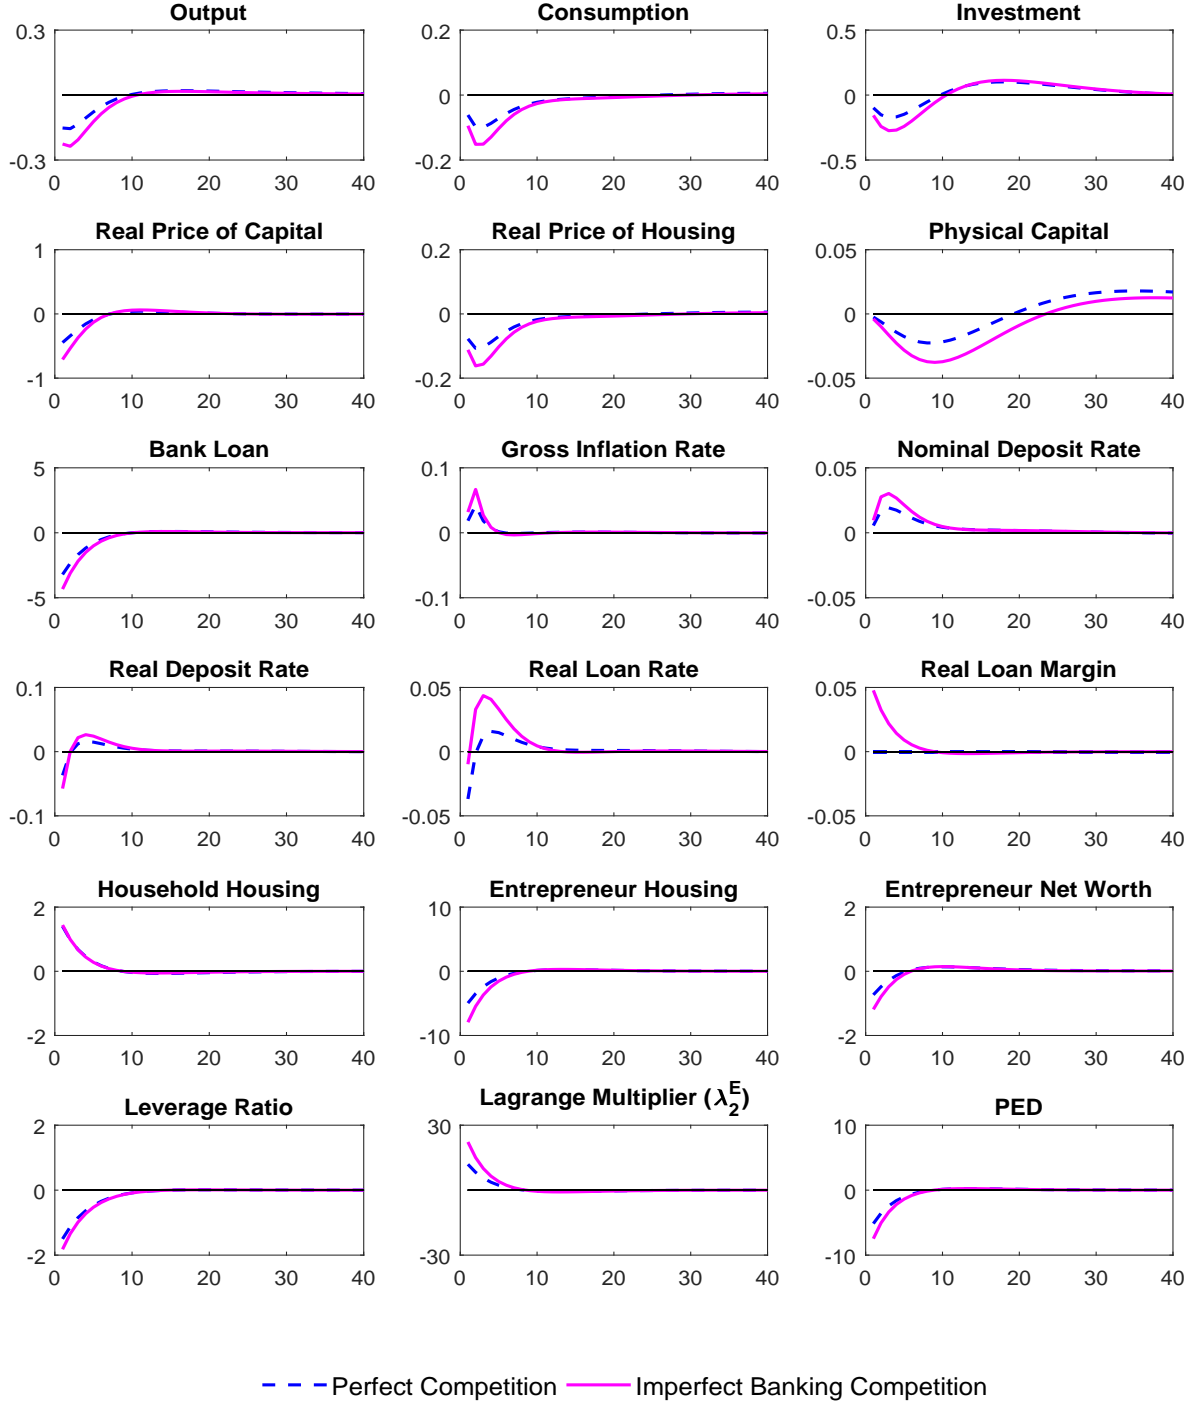 Output
Consumption
Investment
0.3
0.2
0.5
0
0
-0.3
-0.2
-0.5
0 10 20 30 40
0 10 20 30 40
0 10 20 30 40
Real Price of Capital
Real Price of Housing
Physical Capital
1
0.2
0.05
0
0
0
-1
-0.2
-0.05
0 10 20 30 40
0 10 20 30 40
0 10 20 30 40
Bank Loan
Gross Inflation Rate
Nominal Deposit Rate
5
0.1
0.05
0
0
0
-5
-0.1
-0.05
0 10 20 30 40
0 10 20 30 40
0 10 20 30 40
Real Deposit Rate
Real Loan Rate
Real Loan Margin
0.1
0.05
0.05
0
0
0
-0.1
-0.05
-0.05
0 10 20 30 40
0 10 20 30 40
0 10 20 30 40
Household Housing
Entrepreneur Housing
Entrepreneur Net Worth
2
10
2
0
0
0
-2
-10
-2
0 10 20 30 40
0 10 20 30 40
0 10 20 30 40
Leverage Ratio
Lagrange Multiplier (λ₂ᴱ)
PED
2
30
10
0
0
0
-2
-30
-10
0 10 20 30 40
0 10 20 30 40
0 10 20 30 40
Perfect Competition
Imperfect Banking Competition